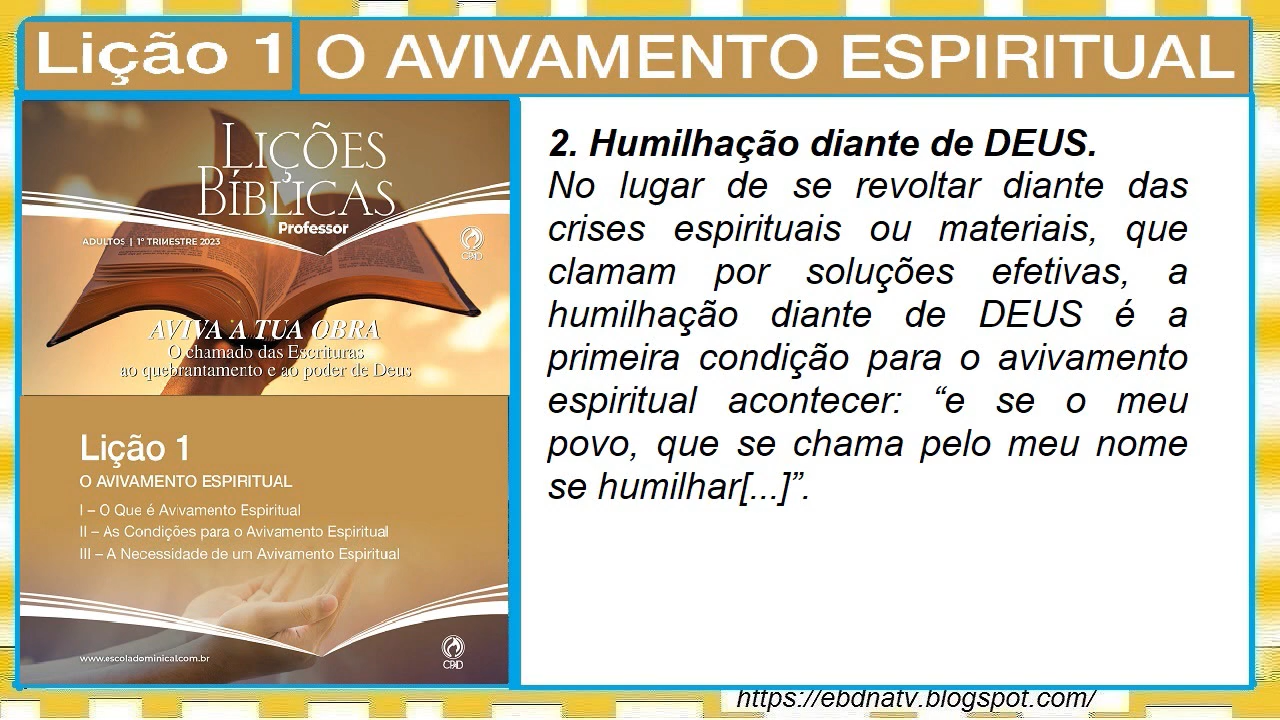 Lição 1
O AVIVAMENTO ESPIRITUAL
LIÇÕES
BÍBLICAS
Professor
ADULTOS | 1º TRIMESTRE 2023
CPAD
AVIVA A TUA OBRA
O chamado das Escrituras
ao quebrantamento e ao poder de Deus
Lição 1
O AVIVAMENTO ESPIRITUAL
I – O Que é Avivamento Espiritual
II – As Condições para o Avivamento Espiritual
III – A Necessidade de um Avivamento Espiritual
www.escoladominical.com.br
CPAD
2. Humilhação diante de DEUS.
No lugar de se revoltar diante das
crises espirituais ou materiais, que
clamam por soluções efetivas, a
humilhação diante de DEUS é a
primeira condição para o avivamento
espiritual acontecer: “e se o meu
povo, que se chama pelo meu nome
se humilhar[...]”.
https://ebdnatv.blogspot.com/